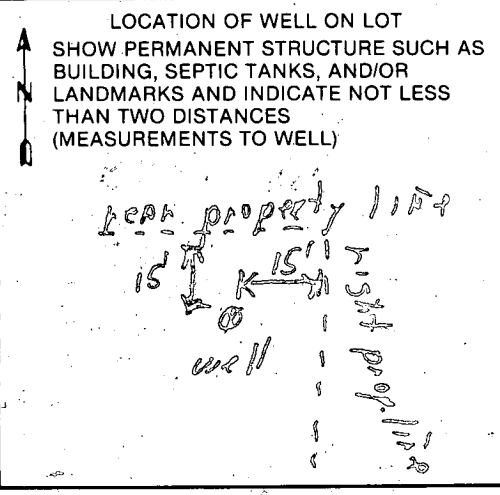 LOCATION OF WELL ON LOT
SHOW PERMANENT STRUCTURE SUCH AS
BUILDING, SEPTIC TANKS, AND/OR
LANDMARKS AND INDICATE NOT LESS
THAN TWO DISTANCES
(MEASUREMENTS TO WELL)
N
rear property line
15'
15'
well
right prop. line